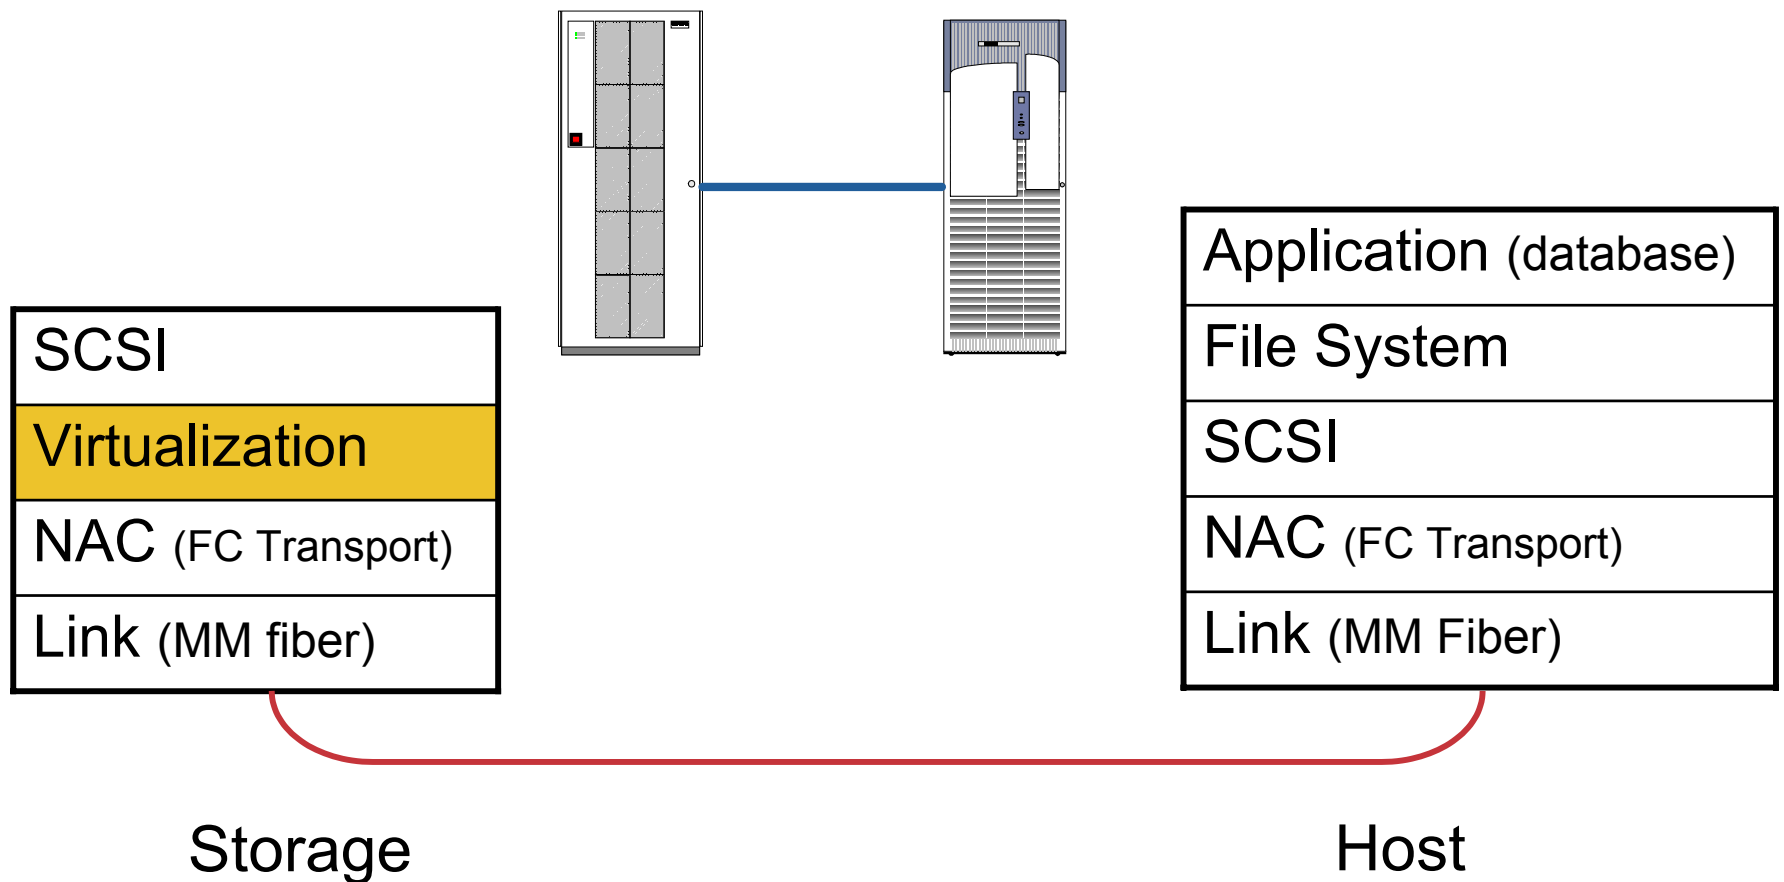 SCSI
Virtualization
NAC (FC Transport)
Link (MM fiber)
Storage
Application (database)
File System
SCSI
NAC (FC Transport)
Link (MM Fiber)
Host